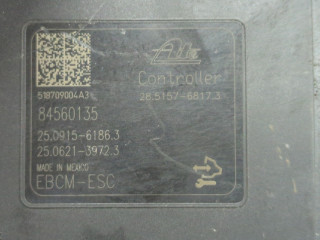 Ate
Controller
518709004A3
28.5157-6817.3
84560135
25.0915-6186.3
25.0621-3972.3
MADE IN MEXICO
EBCM-ESC